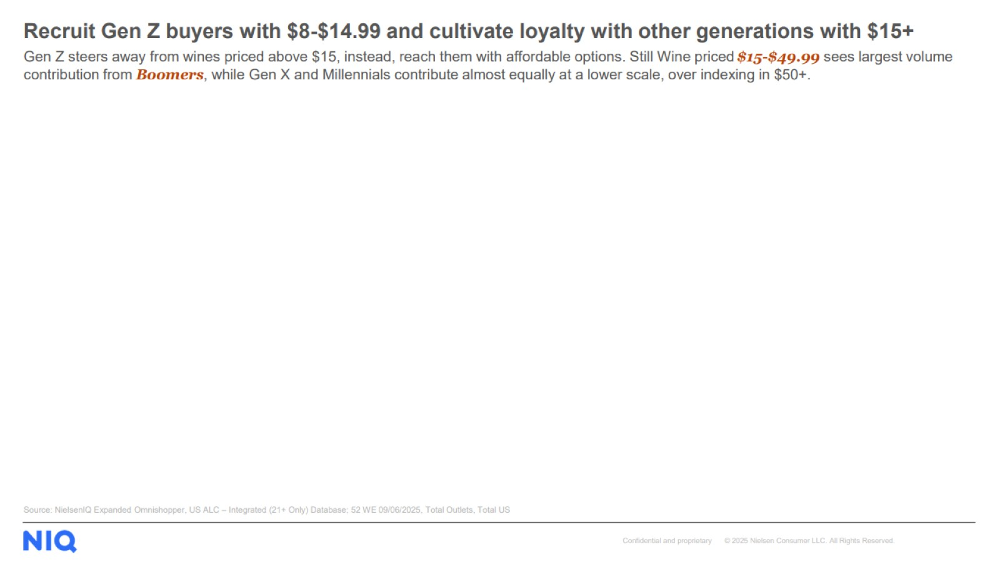 Recruit Gen Z buyers with $8-$14.99 and cultivate loyalty with other generations with $15+
Gen Z steers away from wines priced above $15, instead, reach them with affordable options. Still Wine priced $15-$49.99 sees largest volume
contribution from Boomers, while Gen X and Millennials contribute almost equally at a lower scale, over indexing in $50+.
Source: NielsenIQ Expanded Omnishopper, US ALC – Integrated (21+ Only) Database; 52 WE 09/06/2025, Total Outlets, Total US
NIQ
Confidential and proprietary © 2025 Nielsen Consumer LLC. All Rights Reserved.